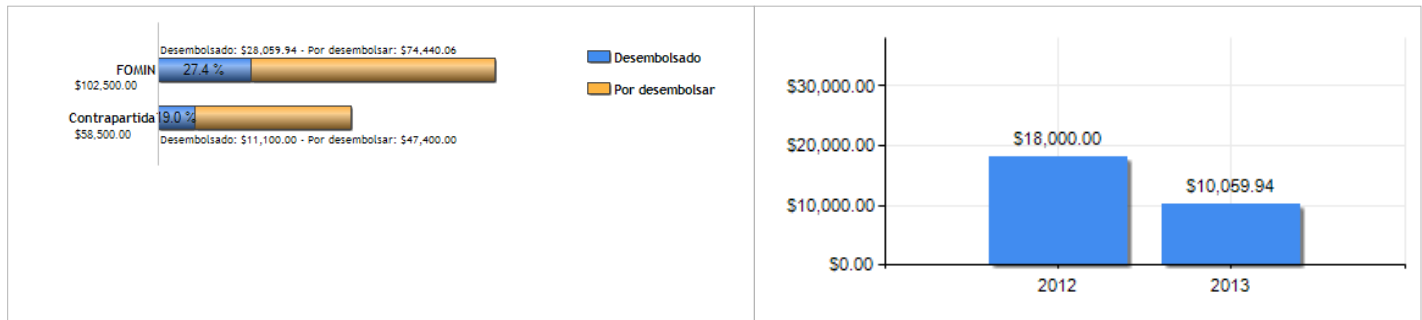 Desembolsado: $28,059.94 - Por desembolsar: $74,440.06
FOMIN
$102,500.00
27.4 %
Contrapartida
$58,500.00
19.0 %
Desembolsado: $11,100.00 - Por desembolsar: $47,400.00
Desembolsado
Por desembolsar
$30,000.00
$20,000.00
$10,000.00
$0.00
$18,000.00
$10,059.94
2012
2013